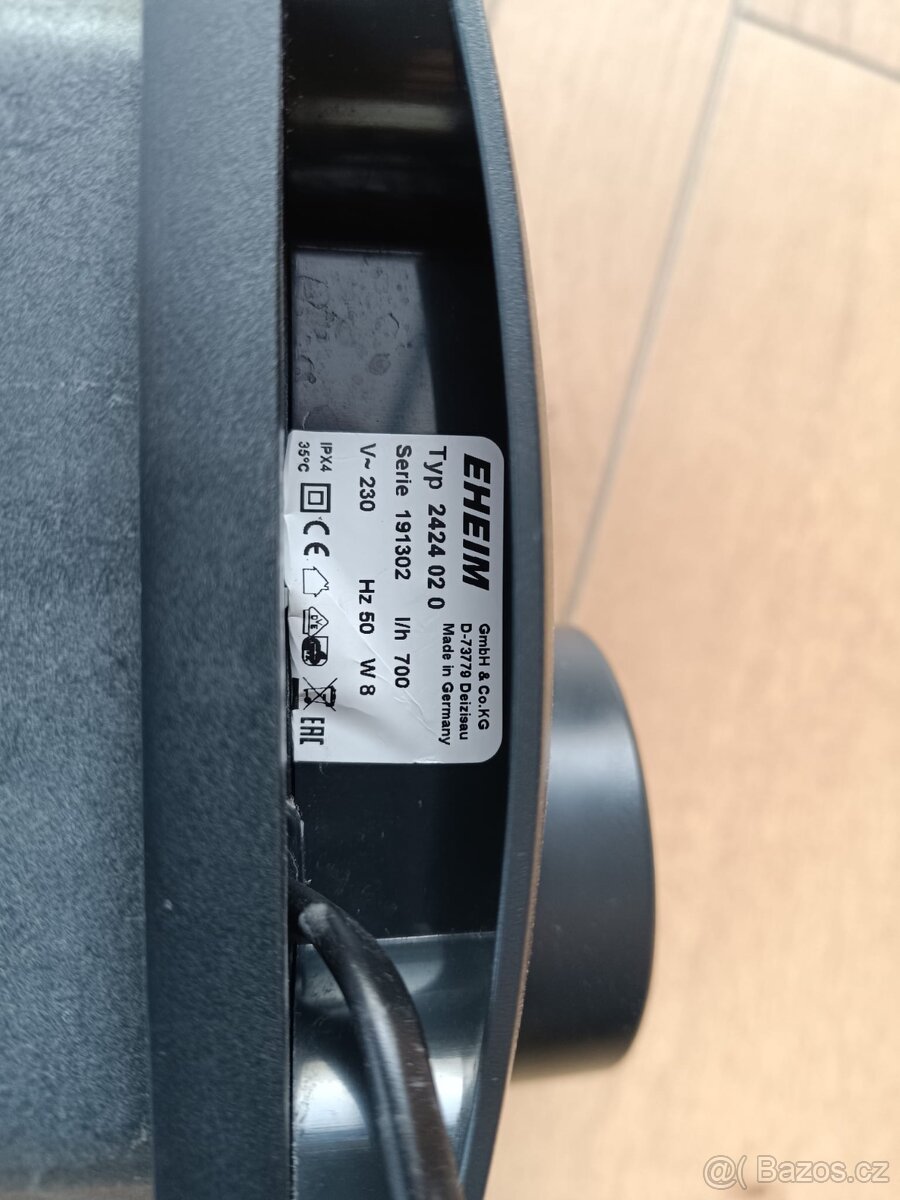 EHEIM
GmbH & Co.KG
D-73779 Deizisau
Made in Germany
Typ 2424 02 0
Serie 191302 l/h 700
V~ 230 Hz 50 W 8
IPX4
35°C
CE
EAC
@( Bazos.cz